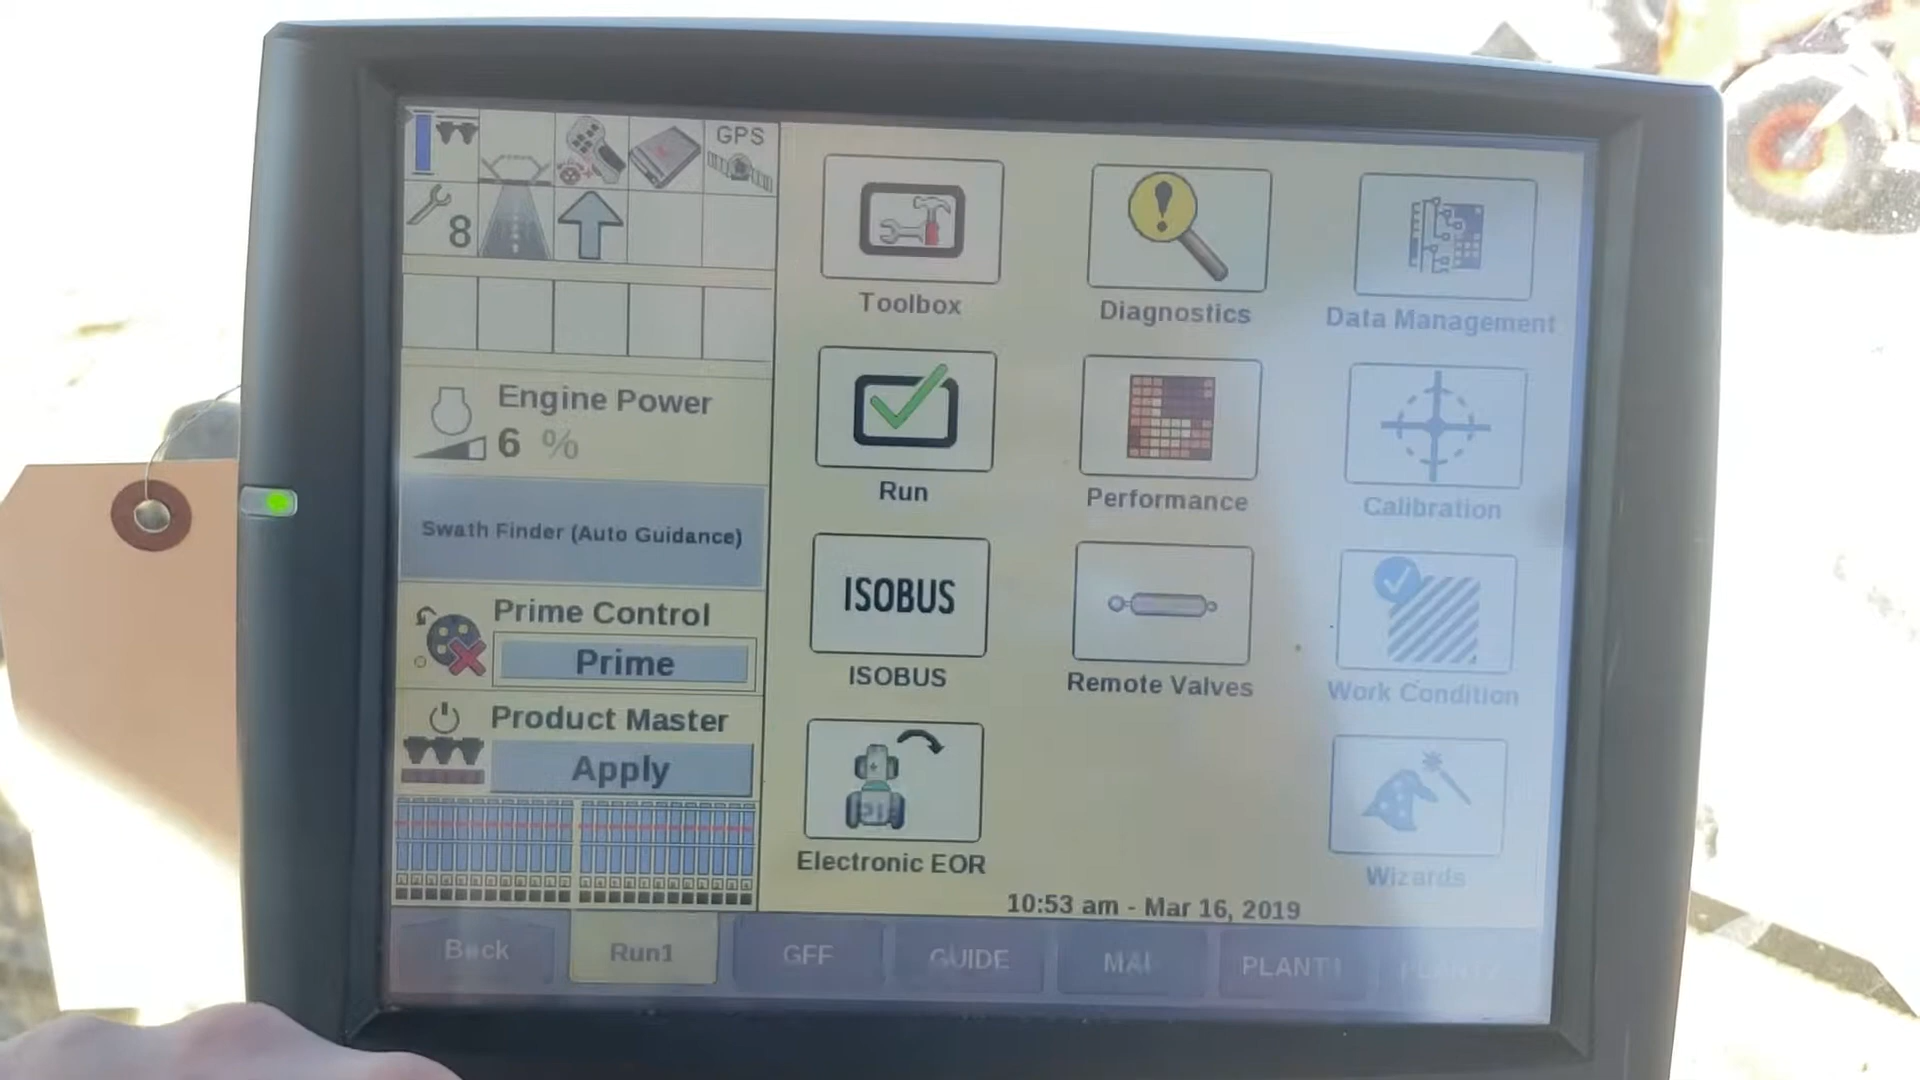 GPS
8
Engine Power
6 %
Swath Finder (Auto Guidance)
Prime Control
Prime
Product Master
Apply
Toolbox
Diagnostics
Data Management
Run
Performance
Calibration
ISOBUS
ISOBUS
Remote Valves
Work Condition
Electronic EOR
Wizards
10:53 am - Mar 16, 2019
Back
Run1
GFF
GUIDE
PLANT1